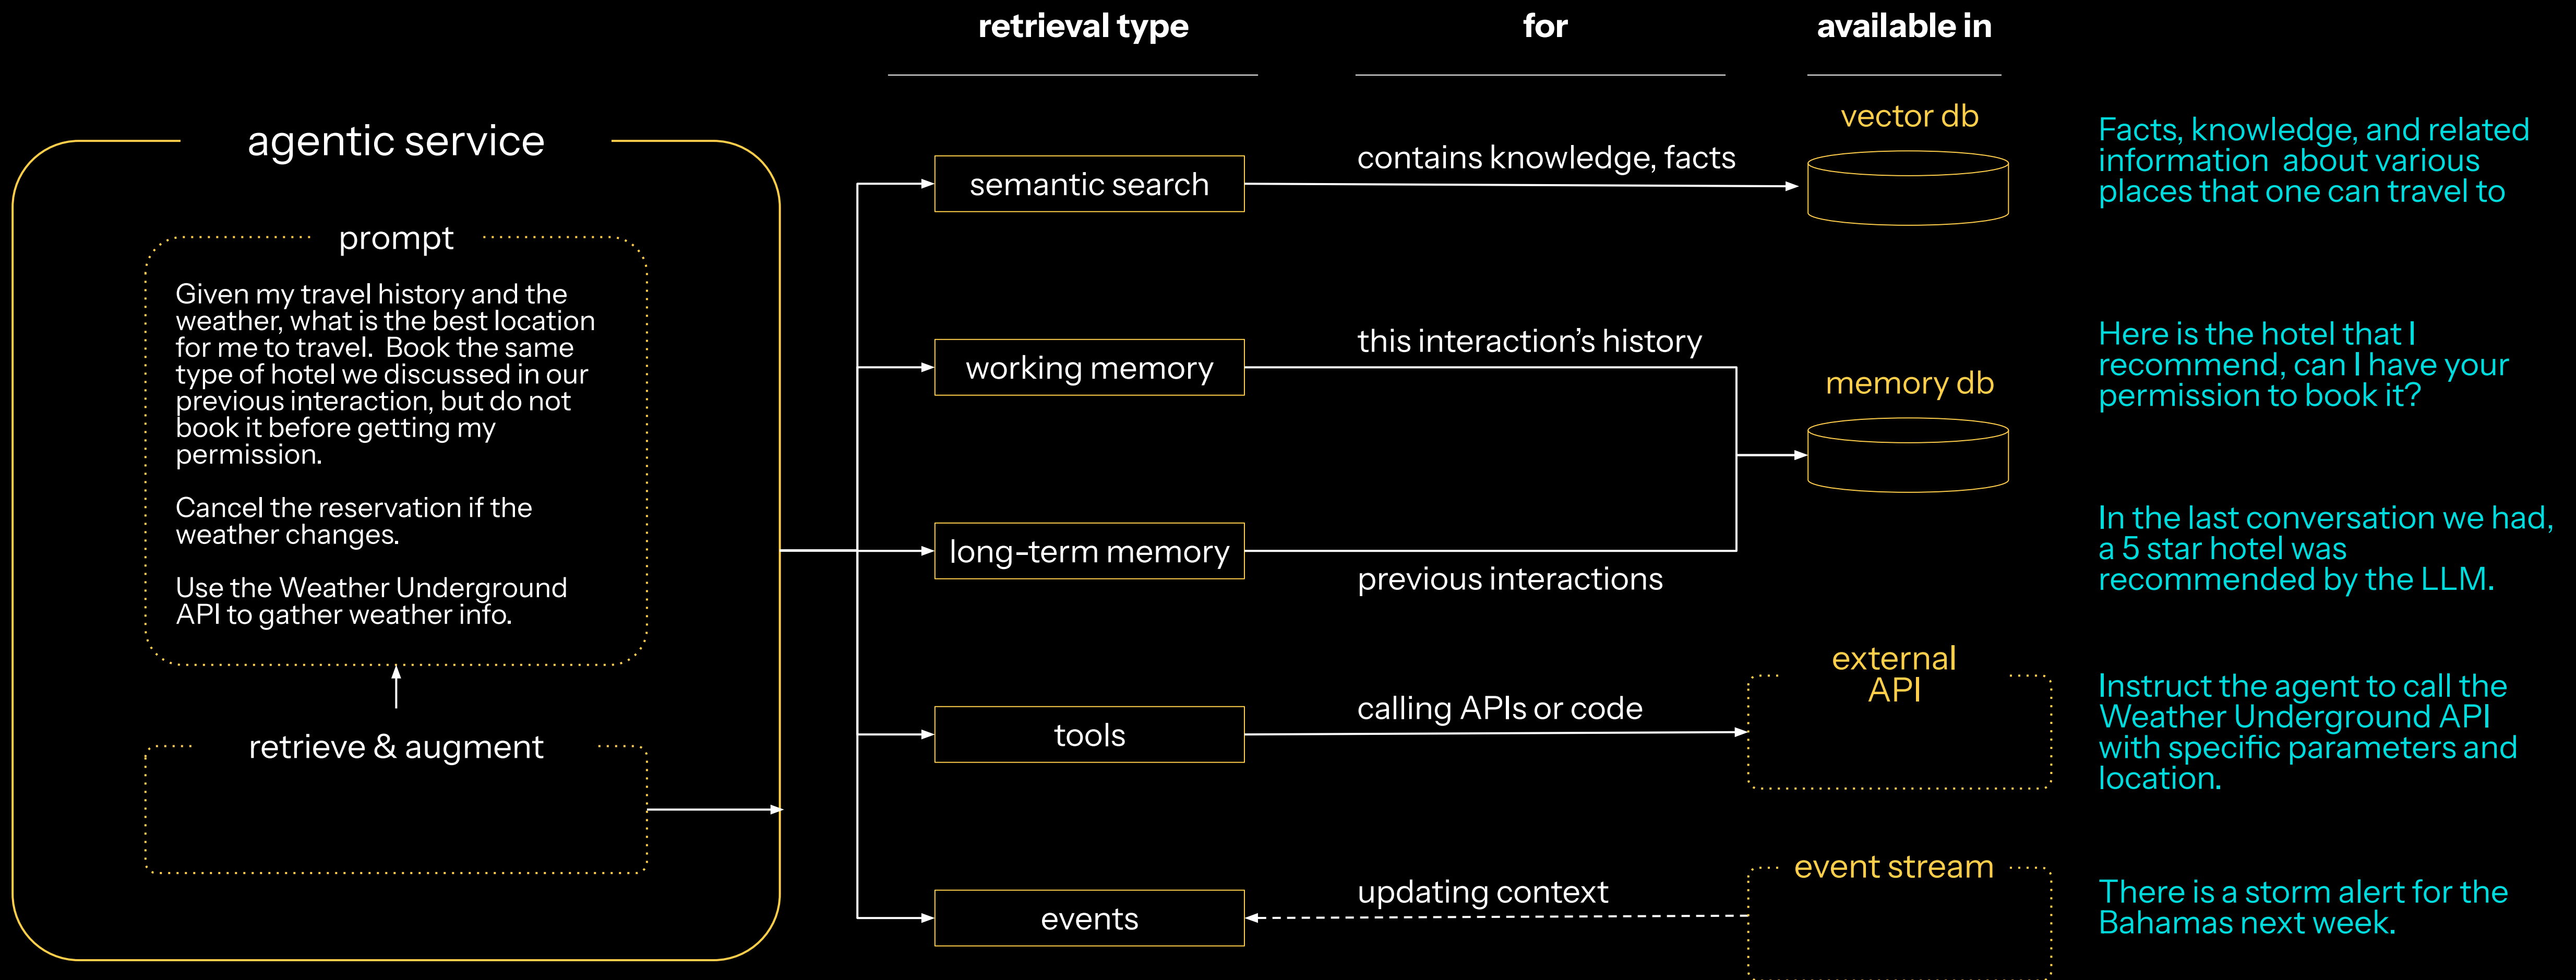 retrieval type
for
available in
agentic service
prompt
Given my travel history and the
weather, what is the best location
for me to travel.  Book the same
type of hotel we discussed in our
previous interaction, but do not
book it before getting my
permission.
Cancel the reservation if the
weather changes.
Use the Weather Underground
API to gather weather info.
retrieve & augment
semantic search
contains knowledge, facts
vector db
Facts, knowledge, and related
information  about various
places that one can travel to
working memory
this interaction’s history
memory db
Here is the hotel that I
recommend, can I have your
permission to book it?
long-term memory
previous interactions
In the last conversation we had,
a 5 star hotel was
recommended by the LLM.
tools
calling APIs or code
external
API
Instruct the agent to call the
Weather Underground API
with specific parameters and
location.
events
updating context
event stream
There is a storm alert for the
Bahamas next week.